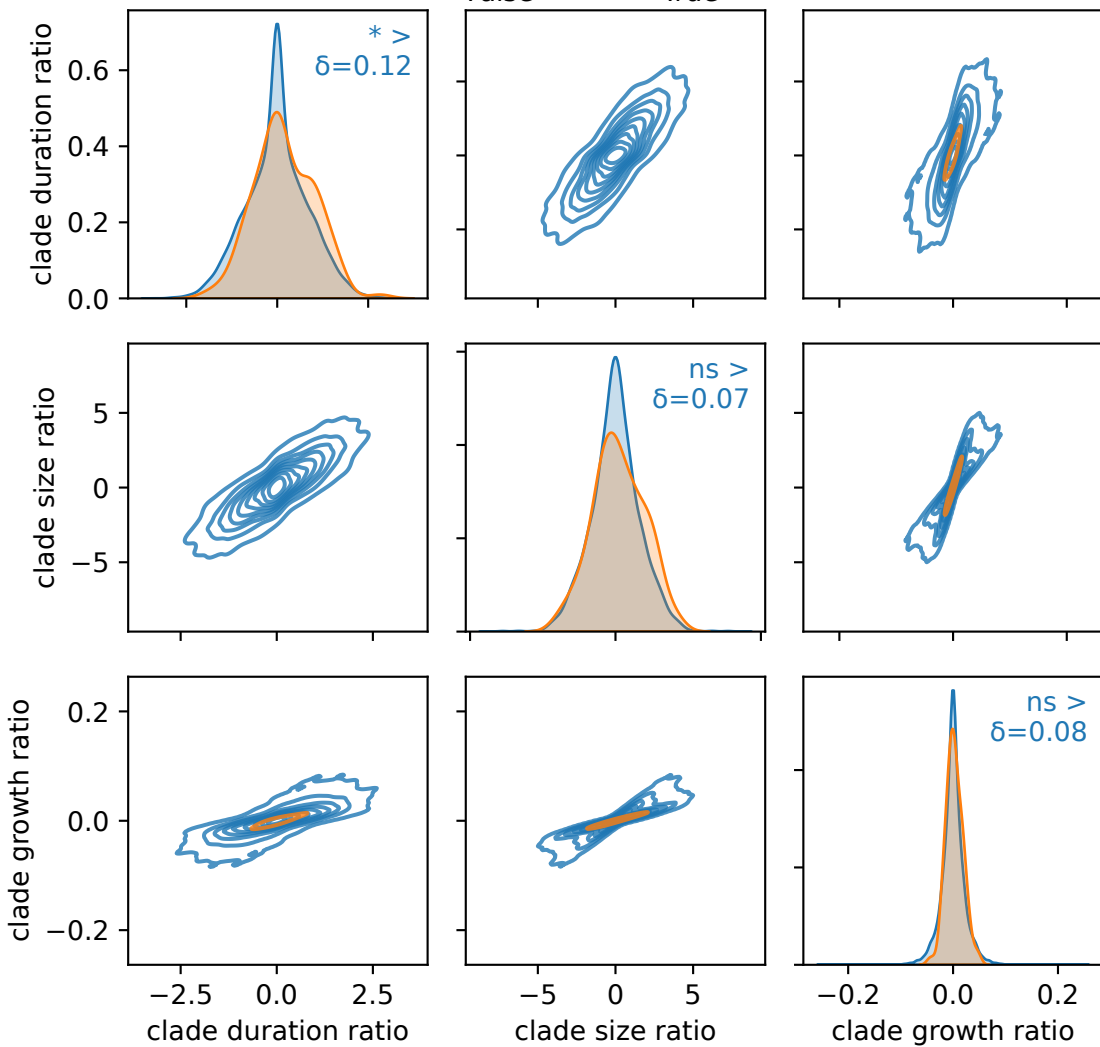 clade duration ratio
0.6
0.4
0.2
0.0
* >
δ=0.12
clade size ratio
5
0
−5
ns >
δ=0.07
clade growth ratio
0.2
0.0
−0.2
ns >
δ=0.08
−2.5 0.0 2.5
−5 0 5
−0.2 0.0 0.2
clade duration ratio
clade size ratio
clade growth ratio